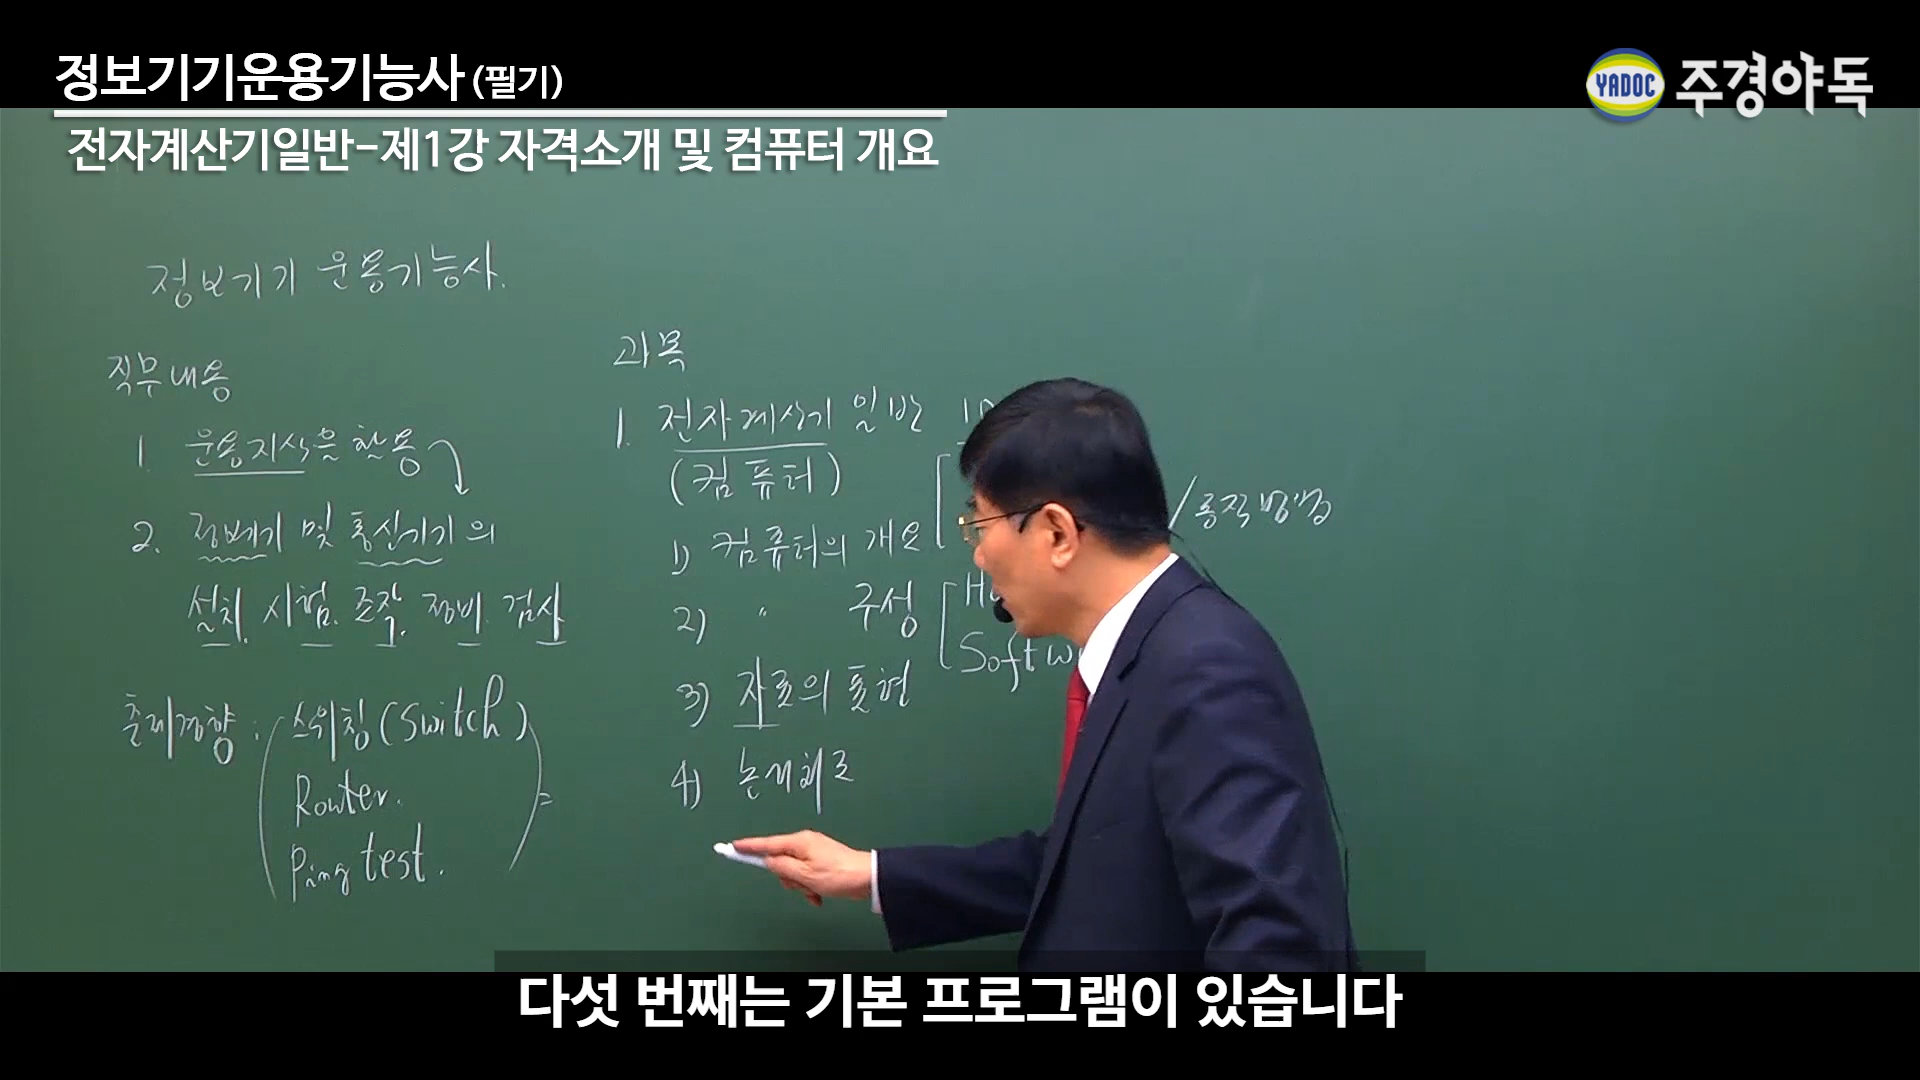 정보기기운용기능사 (필기)
YADOC 주경야독
전자계산기일반-제1강 자격소개 및 컴퓨터 개요
정보기기 운용기능사.
직무내용
1. 운용지식을 활용
2. 정보기기 및 통신기기의
설치. 시험. 조작. 정비. 검사
출제경향 : 스위칭(Switch)
Router.
Ping test.
과목
1. 전자계산기 일반
(컴퓨터)
1) 컴퓨터의 개요
/동작방성
2) " 구성
Softw
3) 자료의 표현
4) 논리회로
다섯 번째는 기본 프로그램이 있습니다